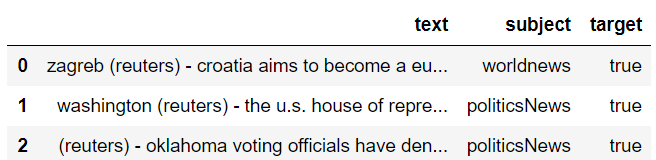 text subject target
0 zagreb (reuters) - croatia aims to become a eu... worldnews true
1 washington (reuters) - the u.s. house of repre... politicsNews true
2 (reuters) - oklahoma voting officials have den... politicsNews true